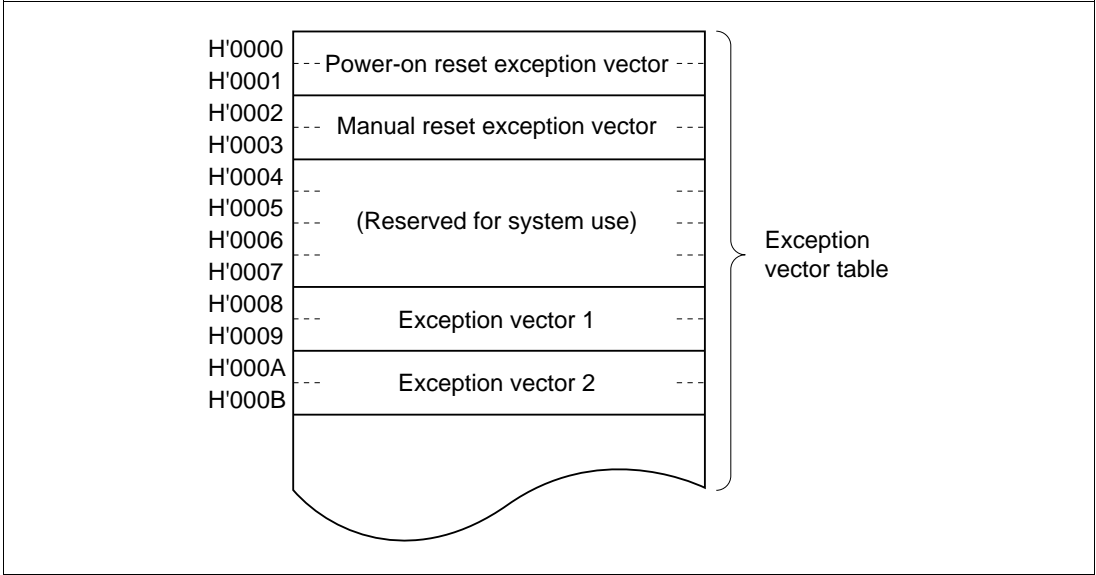 H'0000
H'0001
Power-on reset exception vector
H'0002
H'0003
Manual reset exception vector
H'0004
H'0005
H'0006
H'0007
(Reserved for system use)
H'0008
H'0009
Exception vector 1
H'000A
H'000B
Exception vector 2
Exception
vector table